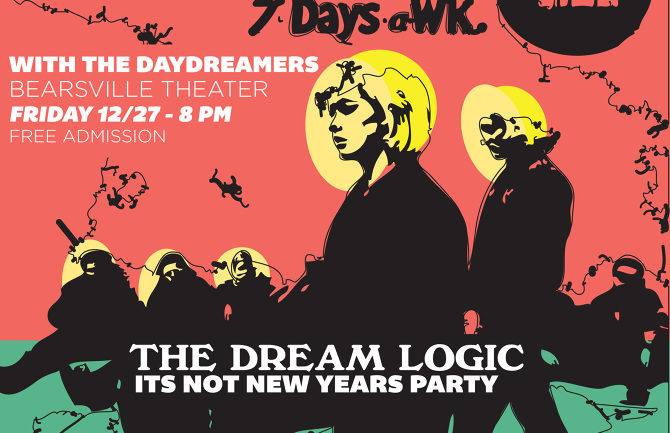 7 Days•a•WK.
WITH THE DAYDREAMERS
BEARSVILLE THEATER
FRIDAY 12/27 - 8 PM
FREE ADMISSION
THE DREAM LOGIC
ITS NOT NEW YEARS PARTY